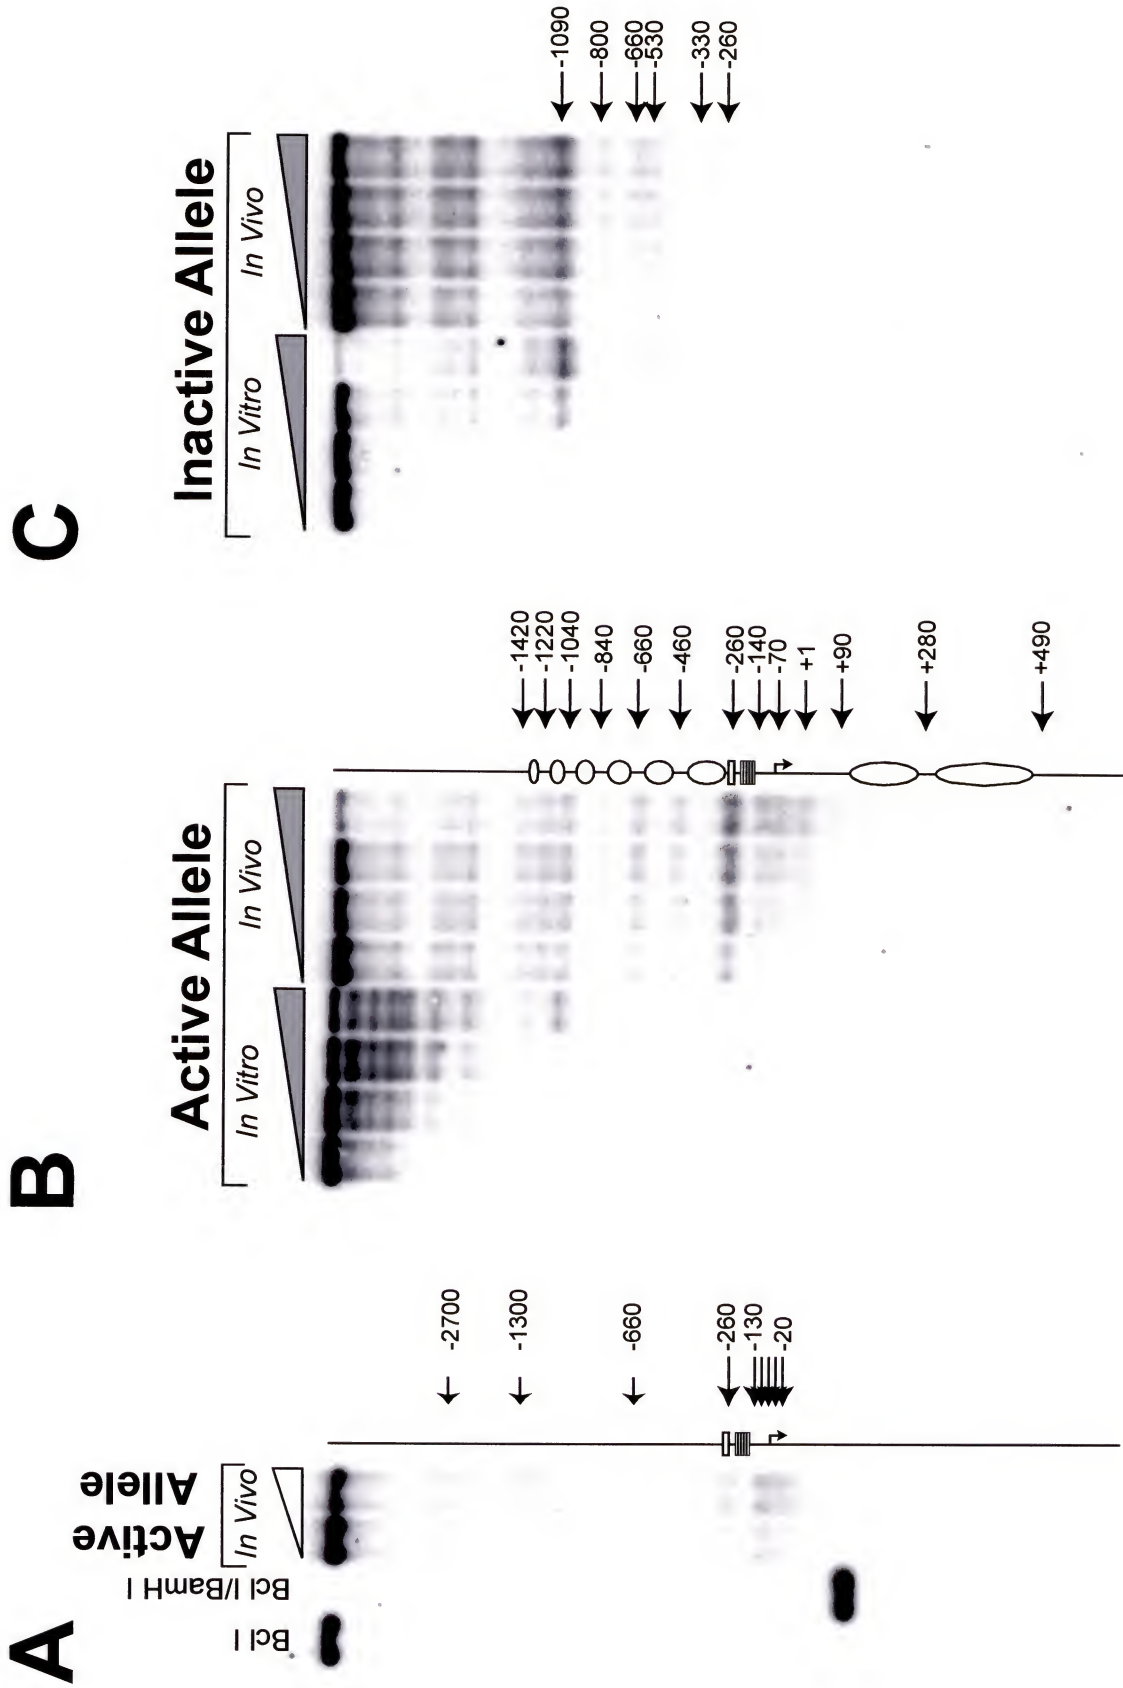 A
Active
Allele
In Vivo
Bcl I
Bcl I/BamH I
-2700
-1300
-660
-260
-130
-20
B
Active Allele
In Vitro
In Vivo
-1420
-1220
-1040
-840
-660
-460
-260
-140
-70
+1
+90
+280
+490
C
Inactive Allele
In Vitro
In Vivo
-1090
-800
-660
-530
-330
-260